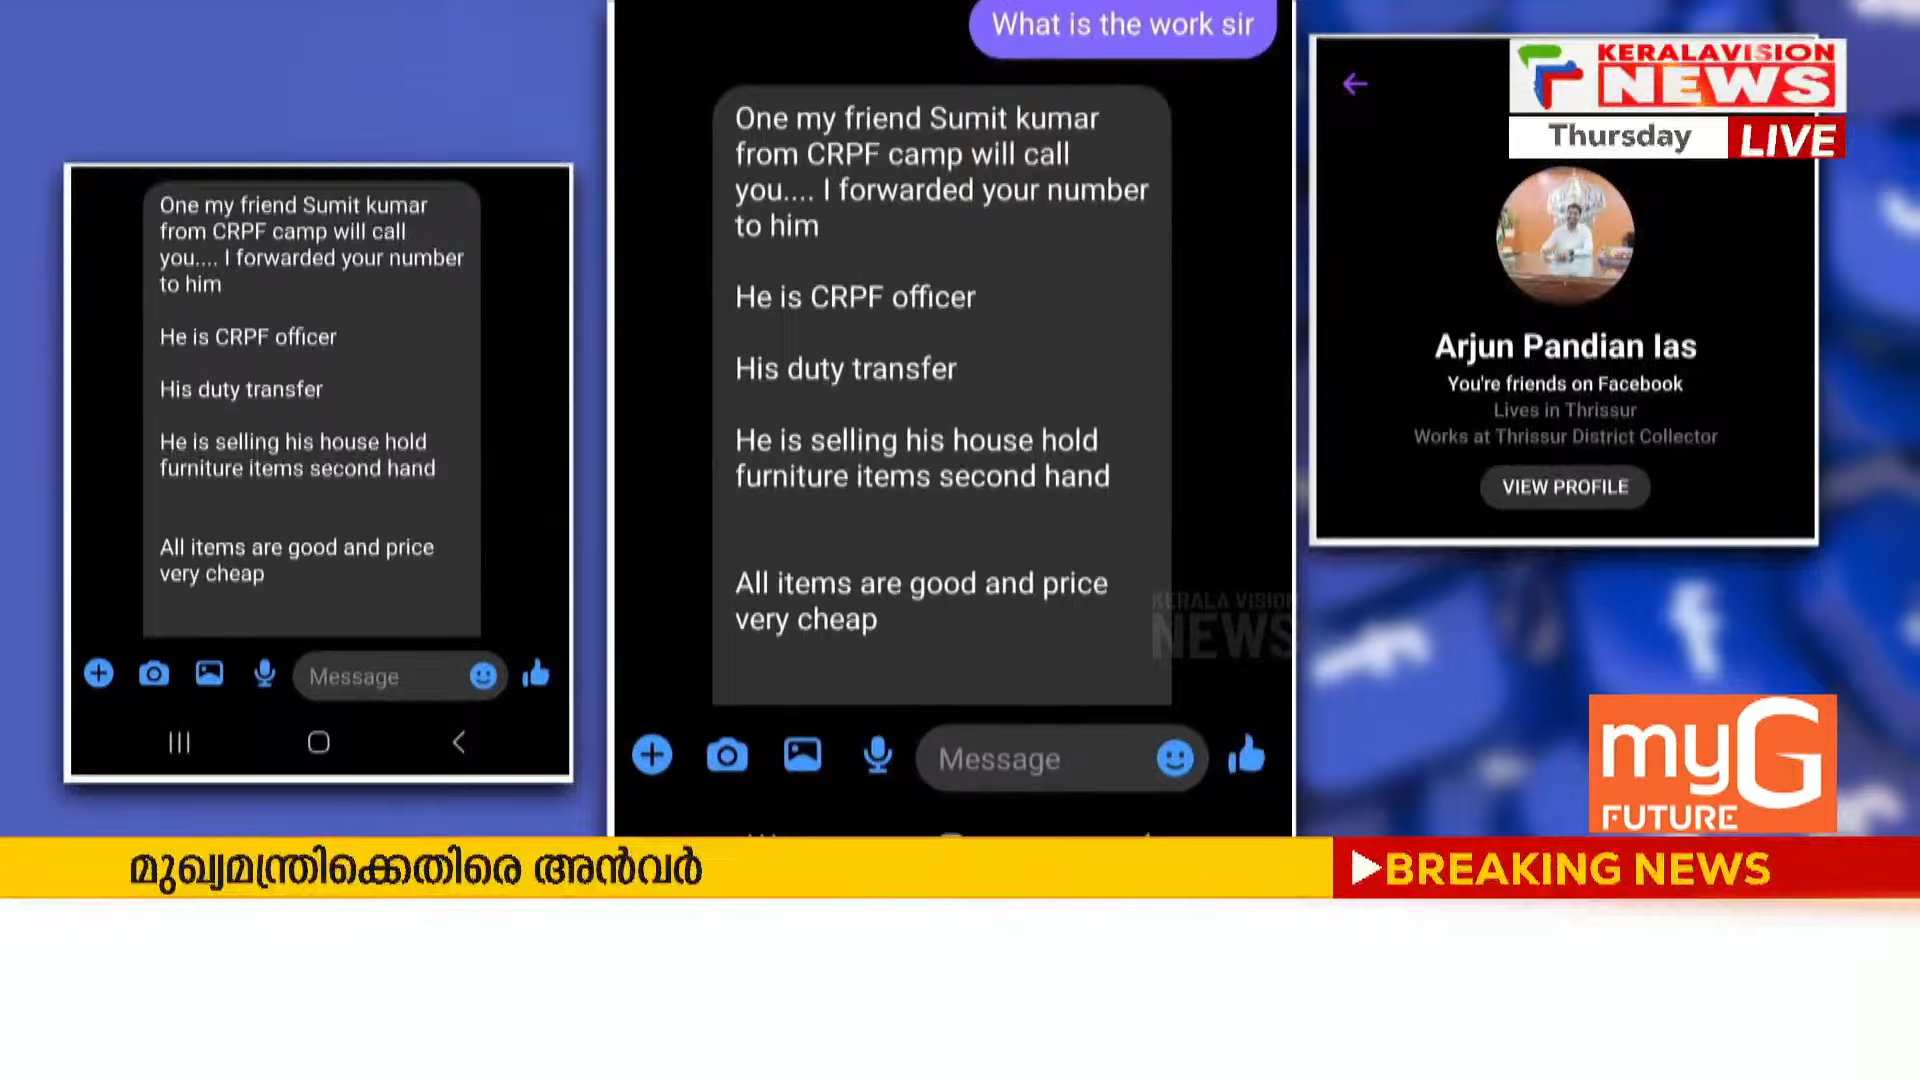 One my friend Sumit kumar
from CRPF camp will call
you.... I forwarded your number
to him
He is CRPF officer
His duty transfer
He is selling his house hold
furniture items second hand
All items are good and price
very cheap
Message
What is the work sir
One my friend Sumit kumar
from CRPF camp will call
you.... I forwarded your number
to him
He is CRPF officer
His duty transfer
He is selling his house hold
furniture items second hand
All items are good and price
very cheap
Message
KERALA VISION
NEWS
KERALAVISION
NEWS
Thursday LIVE
Arjun Pandian Ias
You're friends on Facebook
Lives in Thrissur
Works at Thrissur District Collector
VIEW PROFILE
myG
FUTURE
മുഖ്യമന്ത്രിക്കെതിരെ അൻവർ
BREAKING NEWS